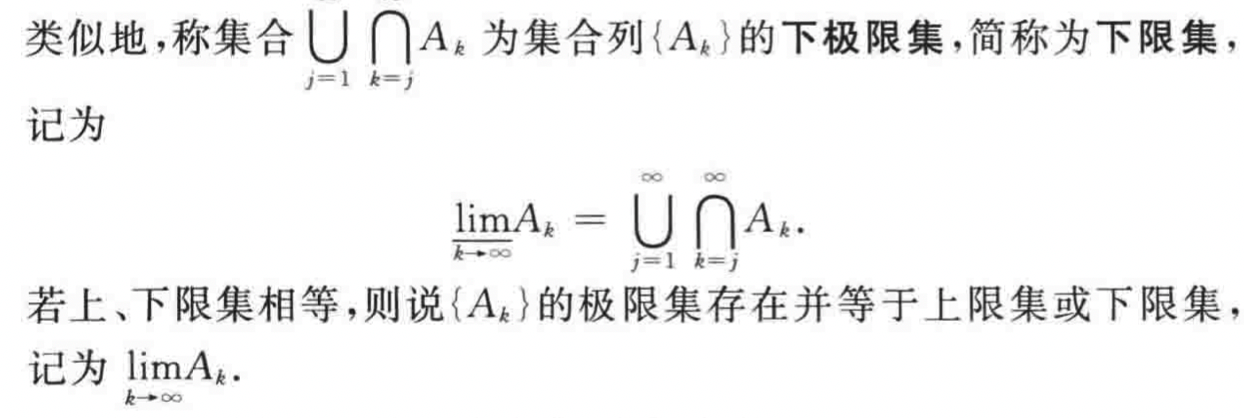 类似地,称集合 $\bigcup_{j=1} \bigcap_{k=j} A_k$ 为集合列{$A_k$}的下极限集,简称为下限集,
记为
$\varliminf_{k\to\infty} A_k = \bigcup_{j=1}^{\infty} \bigcap_{k=j}^{\infty} A_k.$
若上、下限集相等,则说{$A_k$}的极限集存在并等于上限集或下限集,
记为 $\lim_{k\to\infty} A_k$.